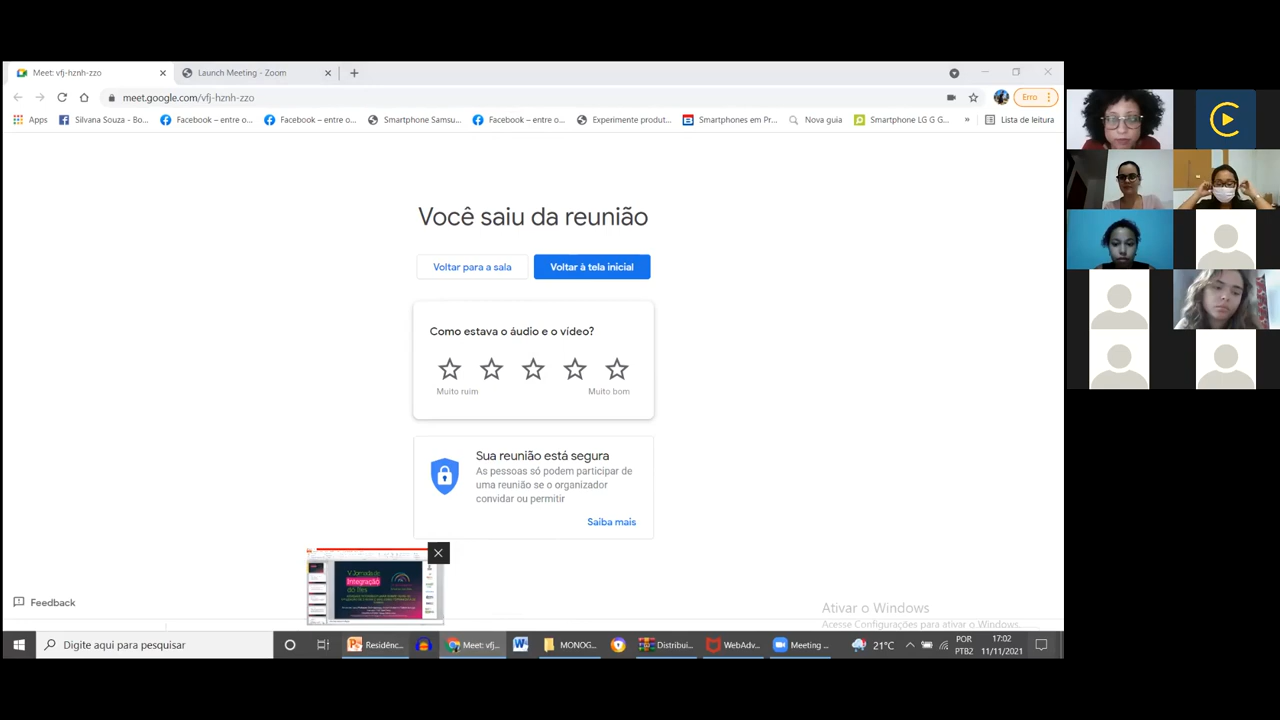 Meet: vfj-hznh-zzo
Launch Meeting - Zoom
meet.google.com/vfj-hznh-zzo
Erro
Apps
Silvana Souza - Bo...
Facebook – entre o...
Facebook – entre o...
Smartphone Samsu...
Facebook – entre o...
Experimente produt...
Smartphones em Pr...
Nova guia
Smartphone LG G G...
»
Lista de leitura
Você saiu da reunião
Voltar para a sala
Voltar à tela inicial
Como estava o áudio e o vídeo?
Muito ruim
Muito bom
Sua reunião está segura
As pessoas só podem participar de
uma reunião se o organizador
convidar ou permitir
Saiba mais
V Jornada de
Integração
do
Feedback
Ativar o Windows
Acesse Configurações para ativar o Windows.
Digite aqui para pesquisar
Residênc...
Meet: vfj...
MONOG...
Distribui...
WebAdv...
Meeting ...
21°C
POR
PTB2
17:02
11/11/2021